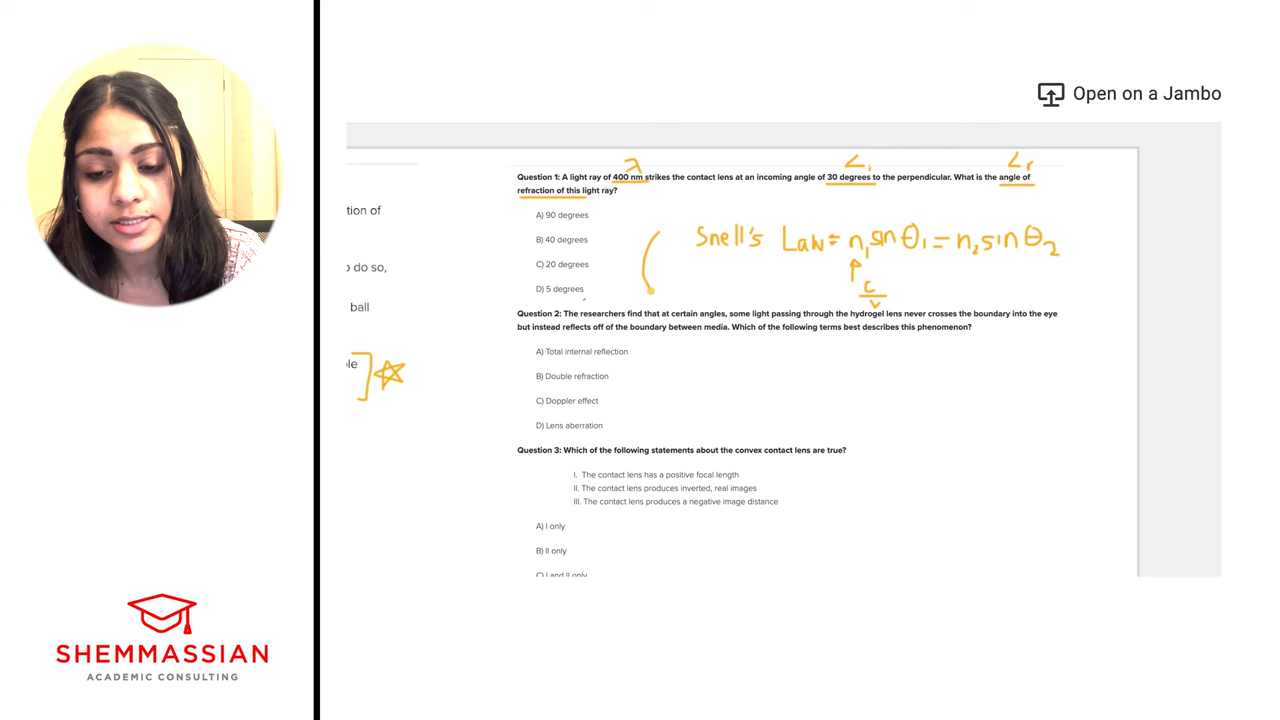 Open on a Jambo
λ ∠i ∠r
Question 1: A light ray of 400 nm strikes the contact lens at an incoming angle of 30 degrees to the perpendicular. What is the angle of
refraction of this light ray?
tion of
A) 90 degrees
Snell's Law = n₁sinθ₁ = n₂sinθ₂
B) 40 degrees
o do so,
C) 20 degrees
c
D) 5 degrees
v
ball
Question 2: The researchers find that at certain angles, some light passing through the hydrogel lens never crosses the boundary into the eye
but instead reflects off of the boundary between media. Which of the following terms best describes this phenomenon?
A) Total internal reflection
le
B) Double refraction
C) Doppler effect
D) Lens aberration
Question 3: Which of the following statements about the convex contact lens are true?
I. The contact lens has a positive focal length
II. The contact lens produces inverted, real images
III. The contact lens produces a negative image distance
A) I only
B) II only
C) I and II only
SHEMMASSIAN
ACADEMIC CONSULTING